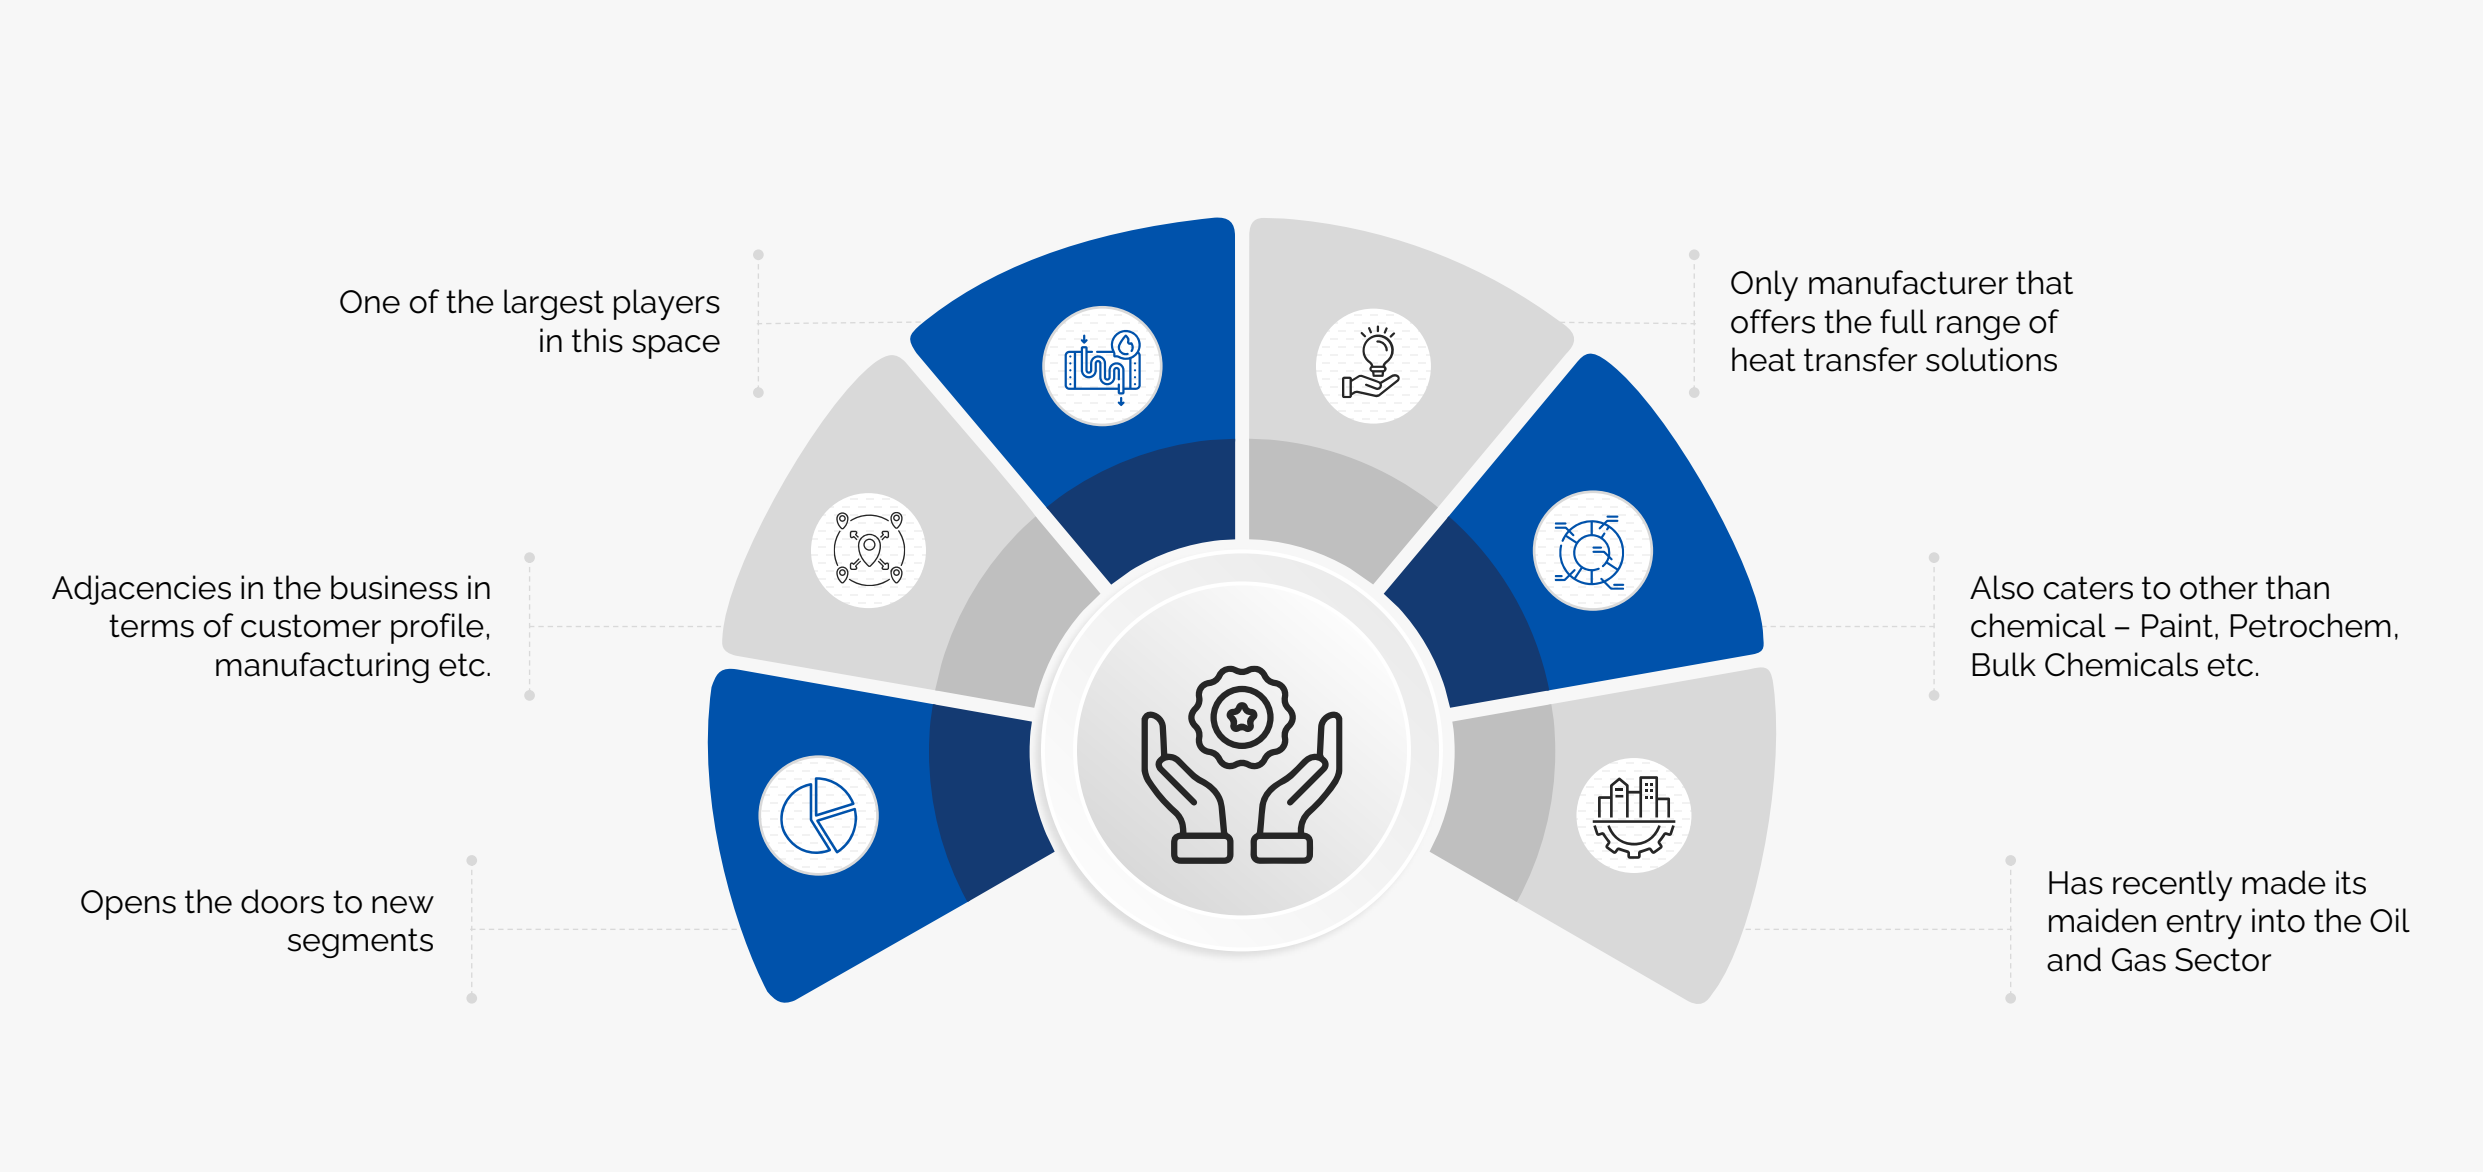 One of the largest players
in this space
Only manufacturer that
offers the full range of
heat transfer solutions
Adjacencies in the business in
terms of customer profile,
manufacturing etc.
Also caters to other than
chemical – Paint, Petrochem,
Bulk Chemicals etc.
Opens the doors to new
segments
Has recently made its
maiden entry into the Oil
and Gas Sector